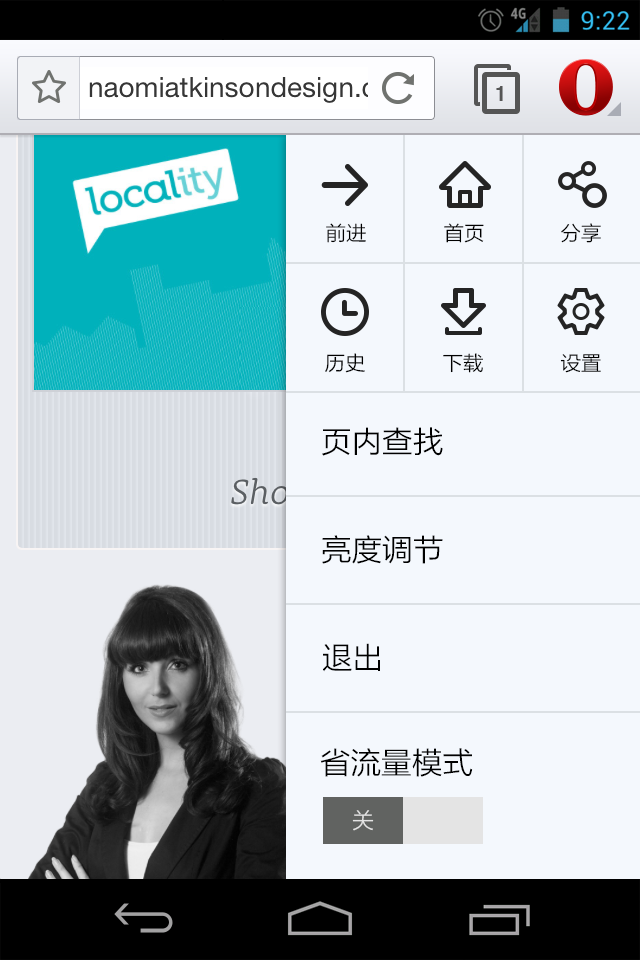 4G
9:22
naomiatkinsondesign.c
1
locality
前进
首页
分享
历史
下载
设置
页内查找
亮度调节
Sho
退出
省流量模式
关